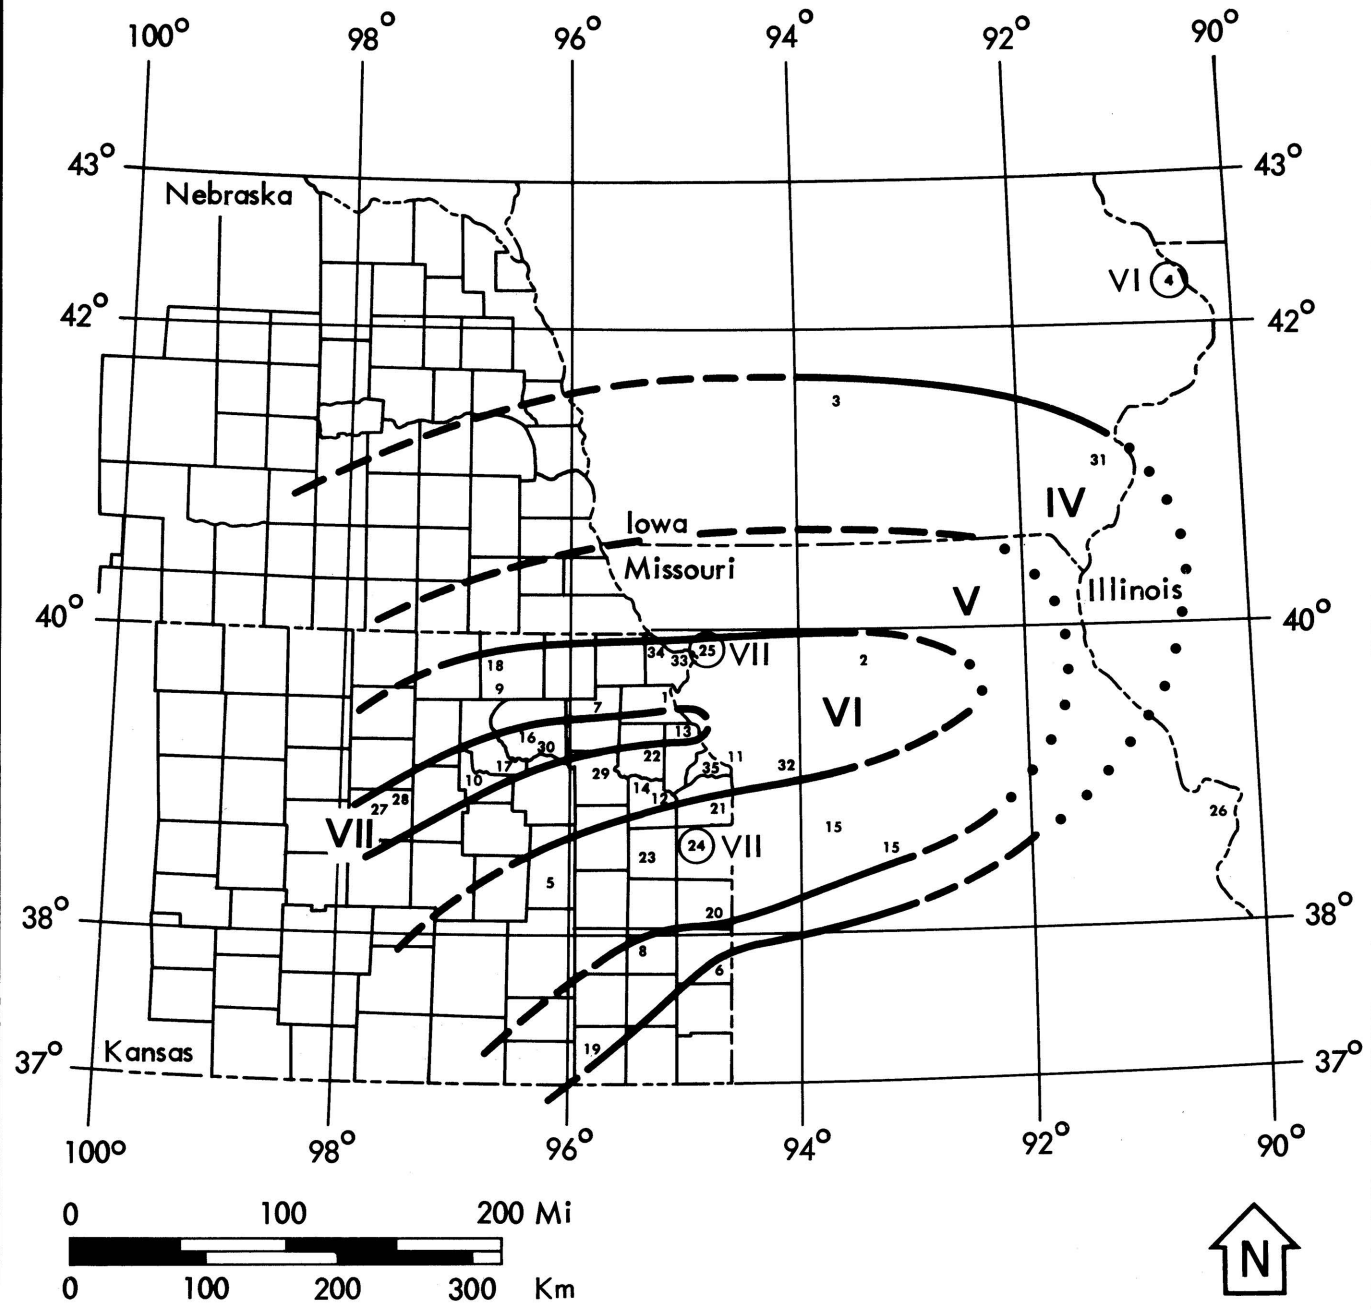 100° 98° 96° 94° 92° 90°
43° 43°
Nebraska
VI 4
42° 42°
3
31
IV
Iowa
Missouri
V
Illinois
40° 40°
34 33 25 VII
18 2
9
1
7
VI
16 13
30
22 11
17 35 32
10 29
14
28 12
27 21
VII
15
26
24 VII
15
23
5
20
38° 38°
8
6
19
Kansas
37° 37°
100° 98° 96° 94° 92° 90°
0 100 200 Mi
0 100 200 300 Km
N